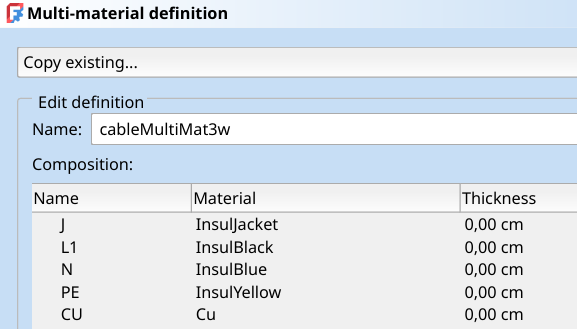 Multi-material definition
Copy existing...
Edit definition
Name: cableMultiMat3w
Composition:
Name Material Thickness
J InsulJacket 0,00 cm
L1 InsulBlack 0,00 cm
N InsulBlue 0,00 cm
PE InsulYellow 0,00 cm
CU Cu 0,00 cm